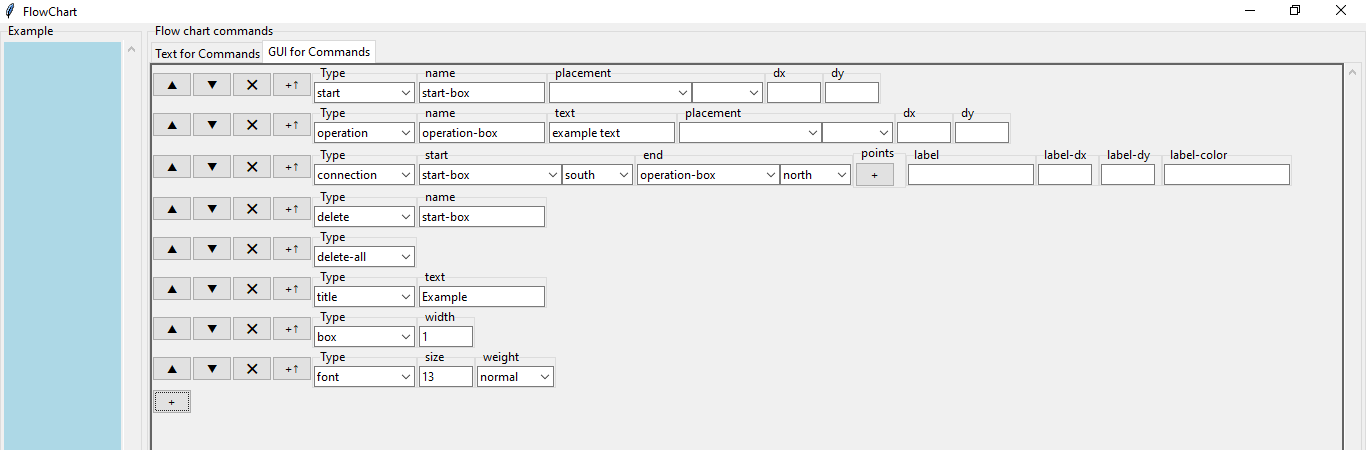 FlowChart
Example
Flow chart commands
Text for Commands GUI for Commands
Type name placement dx dy
▲ ▼ ✕ +↑ start start-box
Type name text placement dx dy
▲ ▼ ✕ +↑ operation operation-box example text
Type start end points label label-dx label-dy label-color
▲ ▼ ✕ +↑ connection start-box south operation-box north +
Type name
▲ ▼ ✕ +↑ delete start-box
Type
▲ ▼ ✕ +↑ delete-all
Type text
▲ ▼ ✕ +↑ title Example
Type width
▲ ▼ ✕ +↑ box 1
Type size weight
▲ ▼ ✕ +↑ font 13 normal
+